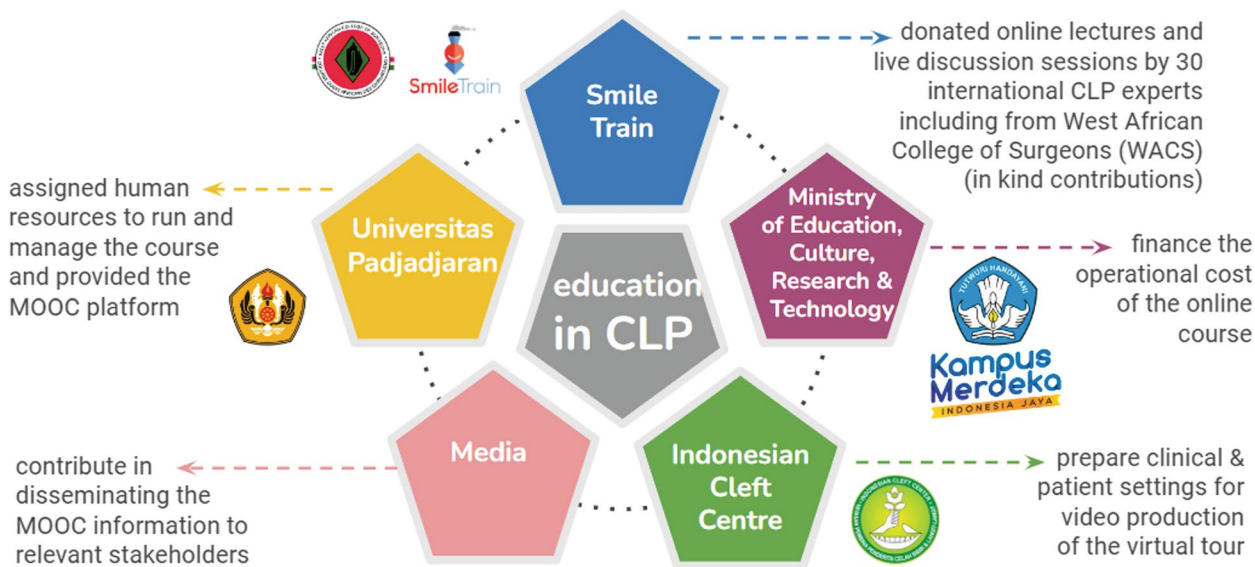 SmileTrain
Smile
Train
donated online lectures and
live discussion sessions by 30
international CLP experts
including from West African
College of Surgeons (WACS)
(in kind contributions)
assigned human
resources to run and
manage the course
and provided the
MOOC platform
Universitas
Padjadjaran
Ministry
of Education,
Culture,
Research &
Technology
finance the
operational cost
of the online
course
TUT WURI HANDAYANI
Kampus
Merdeka
INDONESIA JAYA
education
in CLP
Media
contribute in
disseminating the
MOOC information to
relevant stakeholders
Indonesian
Cleft
Centre
prepare clinical &
patient settings for
video production
of the virtual tour